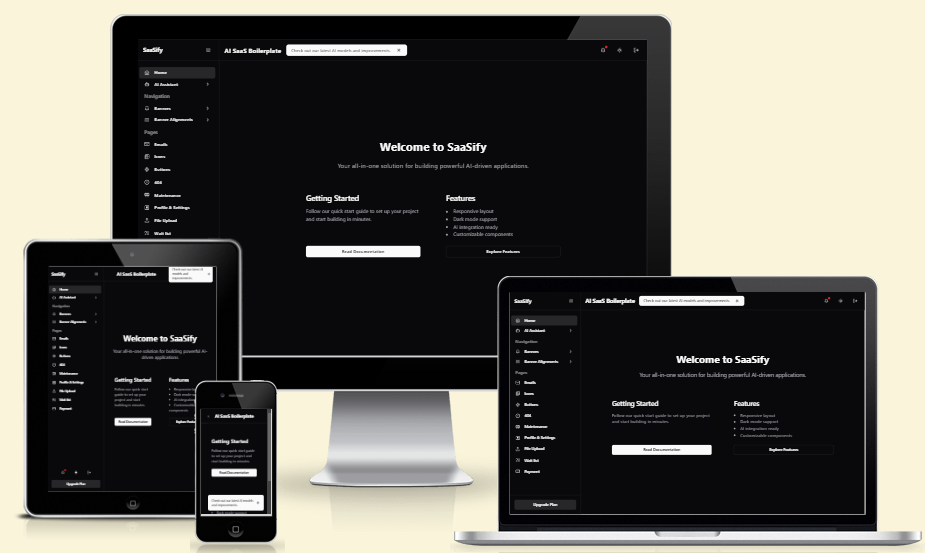 SaaSify
AI SaaS Boilerplate
Check out our latest AI models and improvements
Home
AI Assistant
Navigation
Banners
Banner Alignments
Pages
Emails
Icons
Buttons
404
Maintenance
Profile & Settings
File Upload
Wait list
Welcome to SaaSify
Your all-in-one solution for building powerful AI-driven applications.
Getting Started
Follow our quick start guide to set up your project
and start building in minutes.
Read Documentation
Features
Responsive layout
Dark mode support
AI integration ready
Customizable components
Explore Features
SaaSify
AI SaaS Boilerplate
Check out our latest AI
models and
improvements
Home
AI Assistant
Navigation
Banners
Banner Alignments
Pages
Emails
Icons
Buttons
404
Maintenance
Profile & Settings
File Upload
Wait list
Payment
Upgrade Plan
Welcome to SaaSify
Your all-in-one solution for building powerful AI-
driven applications.
Getting Started
Follow our quick start
guide to set up your
project and start
building in minutes.
Read Documentation
Features
Responsive
Dark mode
AI integration
Customizable
components
Explore
AI SaaS Boilerplate
Getting Started
Follow our quick start guide
to set up your project and
start building in minutes.
Read Documentation
Check out our latest AI models
and improvements
Dark mode support
SaaSify
AI SaaS Boilerplate
Check out our latest AI models and improvements
Home
AI Assistant
Navigation
Banners
Banner Alignments
Pages
Emails
Icons
Buttons
404
Maintenance
Profile & Settings
File Upload
Wait list
Payment
Upgrade Plan
Welcome to SaaSify
Your all-in-one solution for building powerful AI-driven applications.
Getting Started
Follow our quick start guide to set up your project
and start building in minutes.
Read Documentation
Features
Responsive layout
Dark mode support
AI integration ready
Customizable components
Explore Features